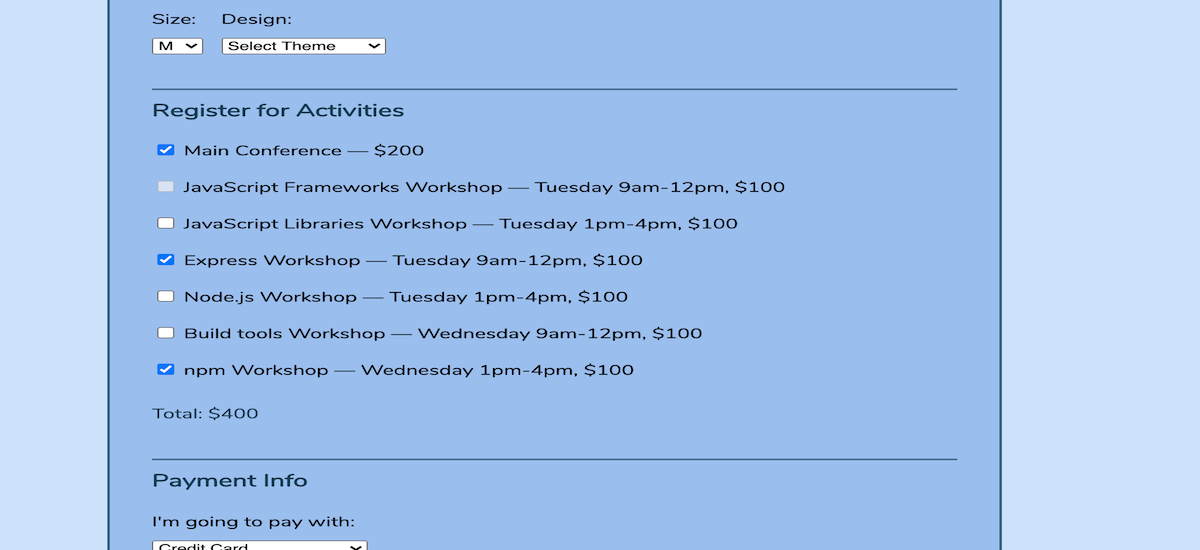 Size: Design:
M Select Theme
Register for Activities
Main Conference — $200
JavaScript Frameworks Workshop — Tuesday 9am-12pm, $100
JavaScript Libraries Workshop — Tuesday 1pm-4pm, $100
Express Workshop — Tuesday 9am-12pm, $100
Node.js Workshop — Tuesday 1pm-4pm, $100
Build tools Workshop — Wednesday 9am-12pm, $100
npm Workshop — Wednesday 1pm-4pm, $100
Total: $400
Payment Info
I'm going to pay with:
Credit Card